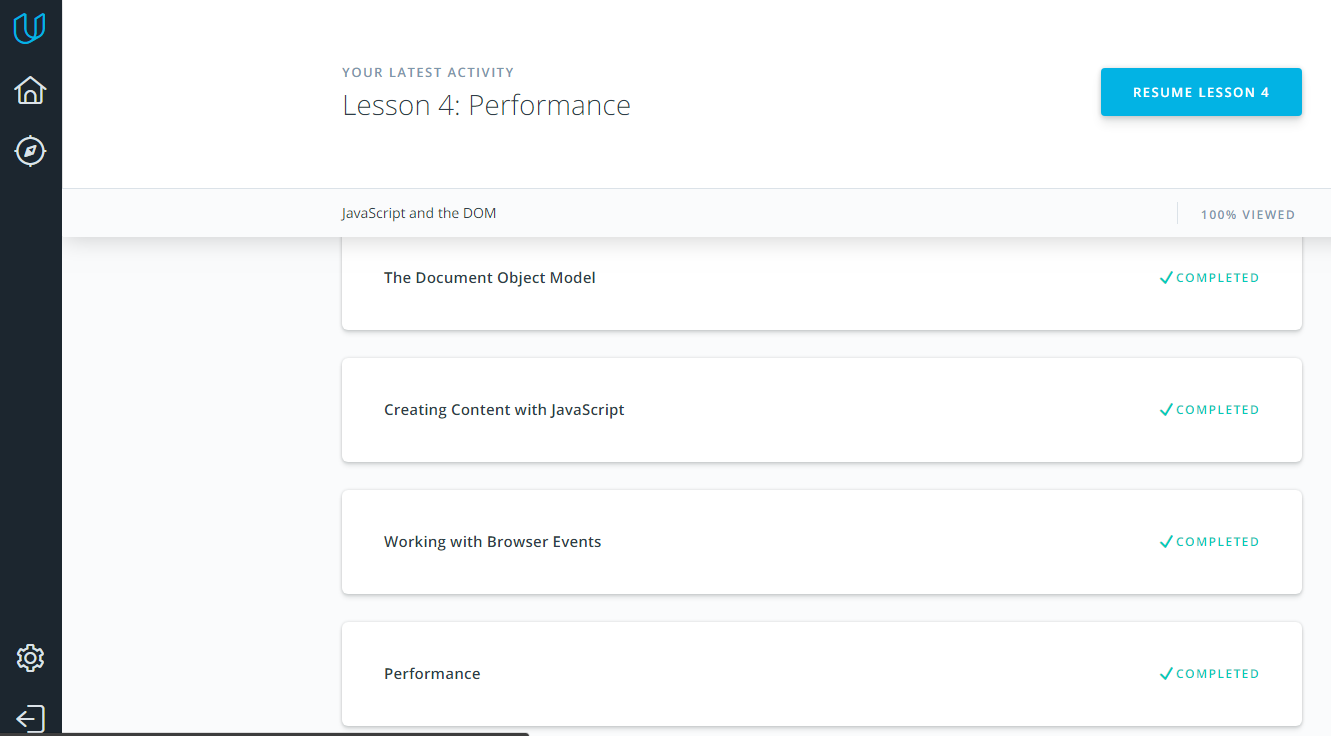 YOUR LATEST ACTIVITY
Lesson 4: Performance
RESUME LESSON 4
JavaScript and the DOM
100% VIEWED
The Document Object Model
COMPLETED
Creating Content with JavaScript
COMPLETED
Working with Browser Events
COMPLETED
Performance
COMPLETED